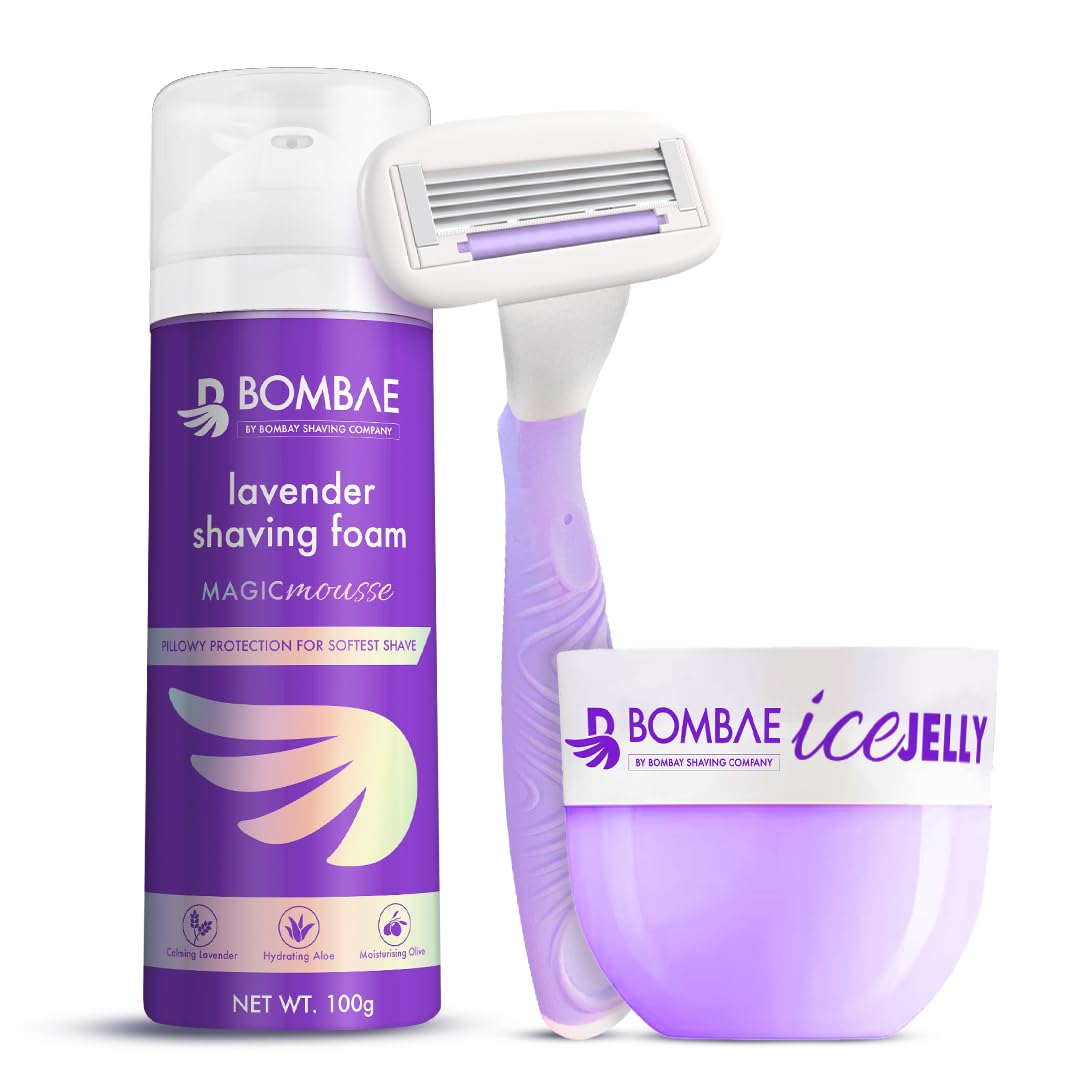 BOMBAE
BY BOMBAY SHAVING COMPANY
lavender
shaving foam
MAGICmousse
PILLOWY PROTECTION FOR SOFTEST SHAVE
Calming Lavender
Hydrating Aloe
Moisturising Olive
NET WT. 100g
BOMBAE
BY BOMBAY SHAVING COMPANY
iceJELLY